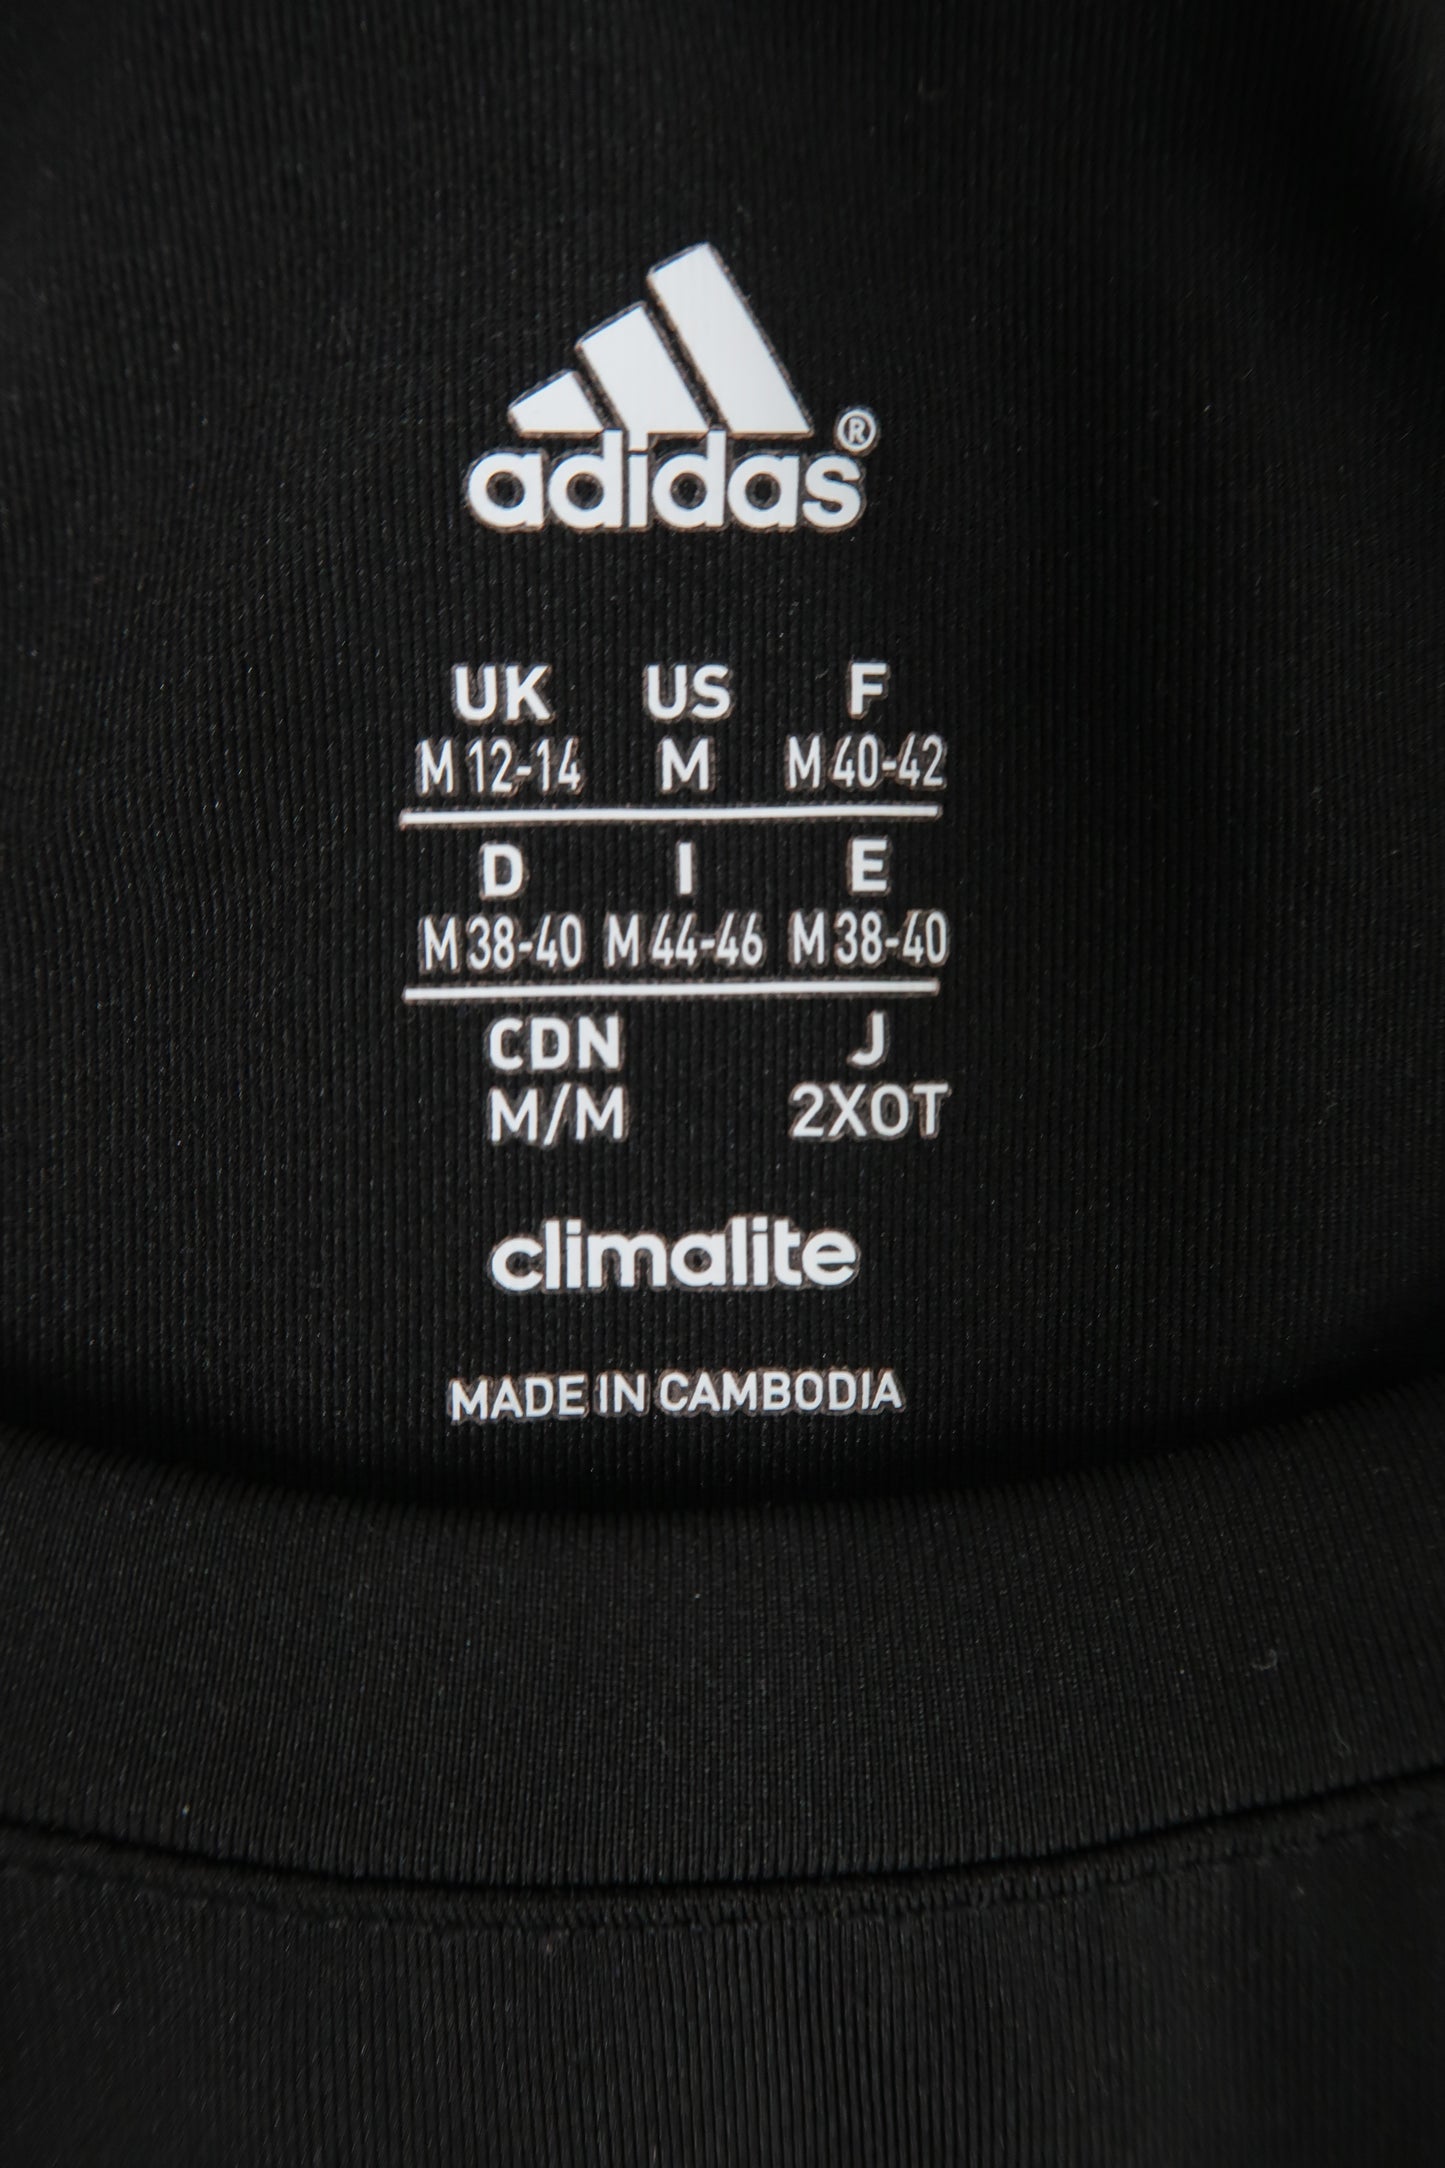 adidas®
UK US F
M 12-14 M M 40-42
D I E
M 38-40 M 44-46 M 38-40
CDN J
M/M 2XOT
climalite
MADE IN CAMBODIA